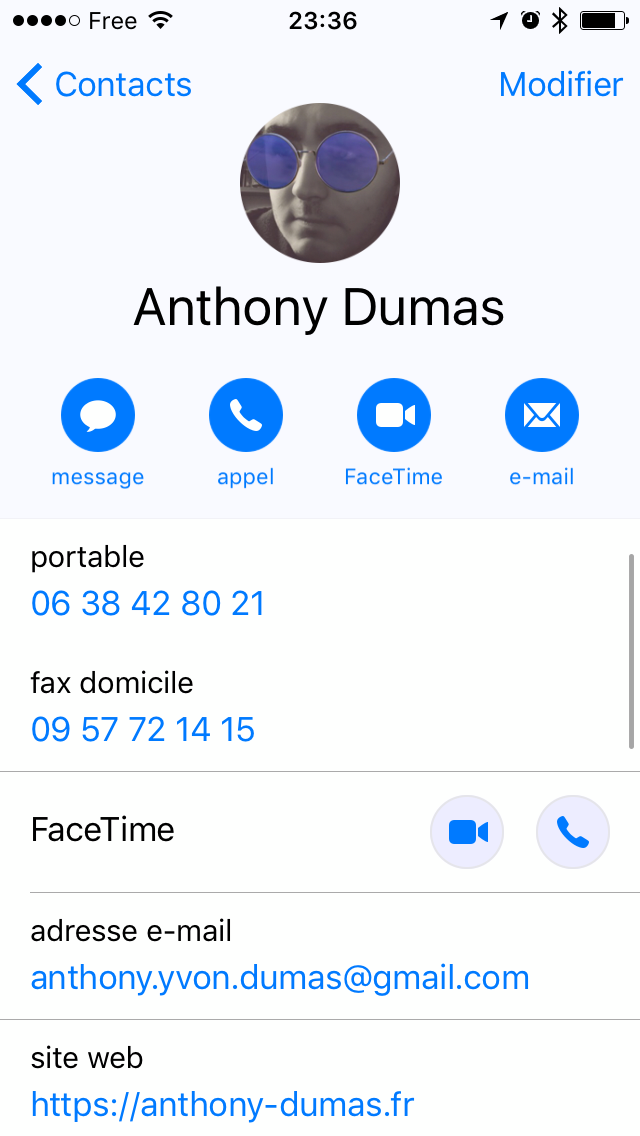 Free 23:36
Contacts Modifier
Anthony Dumas
message appel FaceTime e-mail
portable
06 38 42 80 21
fax domicile
09 57 72 14 15
FaceTime
adresse e-mail
anthony.yvon.dumas@gmail.com
site web
https://anthony-dumas.fr